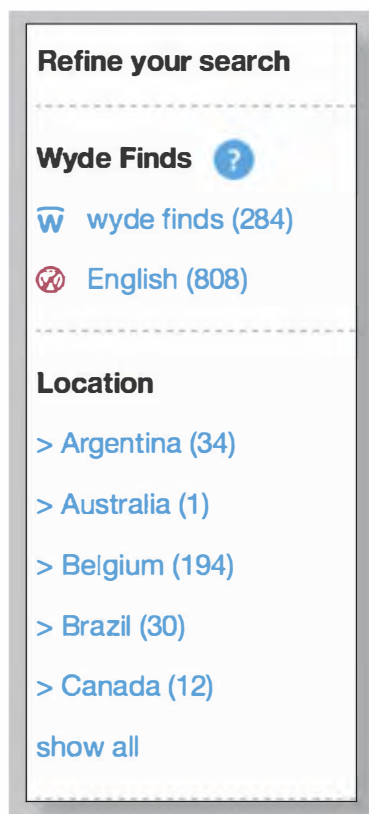 Refine your search
Wyde Finds ?
w wyde finds (284)
English (808)
Location
> Argentina (34)
> Australia (1)
> Belgium (194)
> Brazil (30)
> Canada (12)
show all